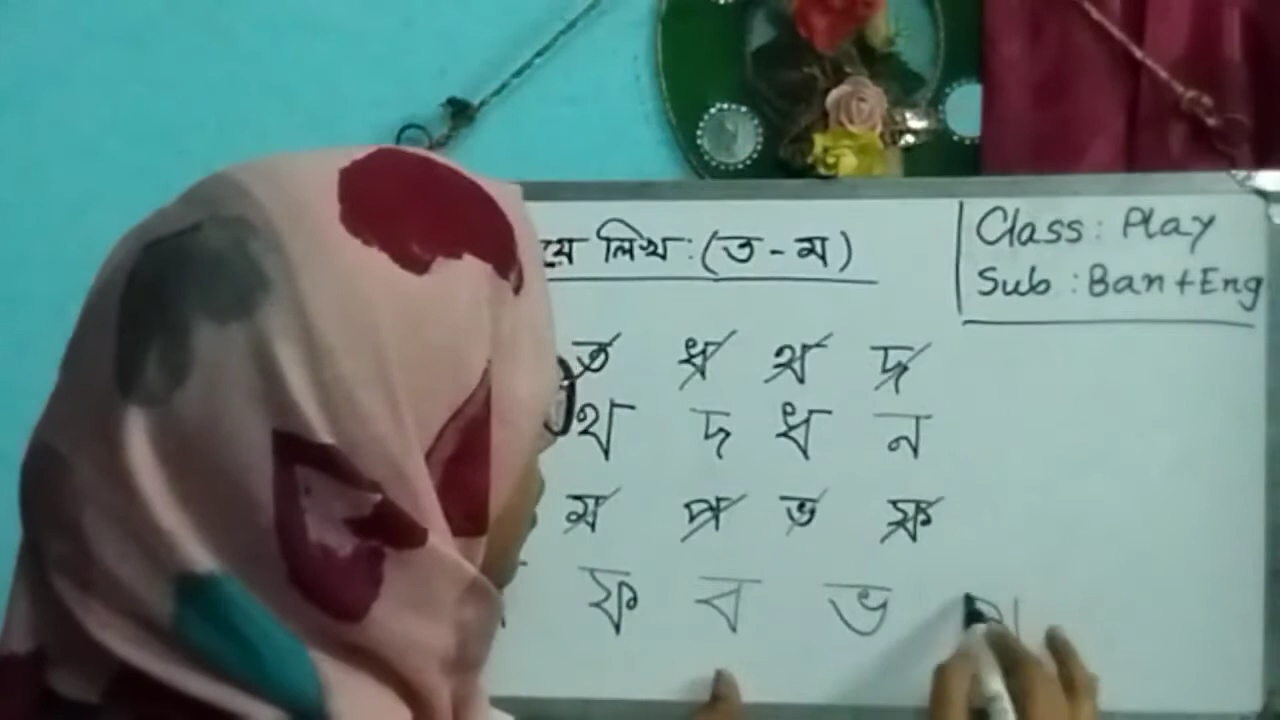 লিখ :(ত-ম)
Class : Play
Sub : Ban+Eng
ত ধ থ দ
থ দ ধ ন
ম প ভ ফ
ফ ব ভ